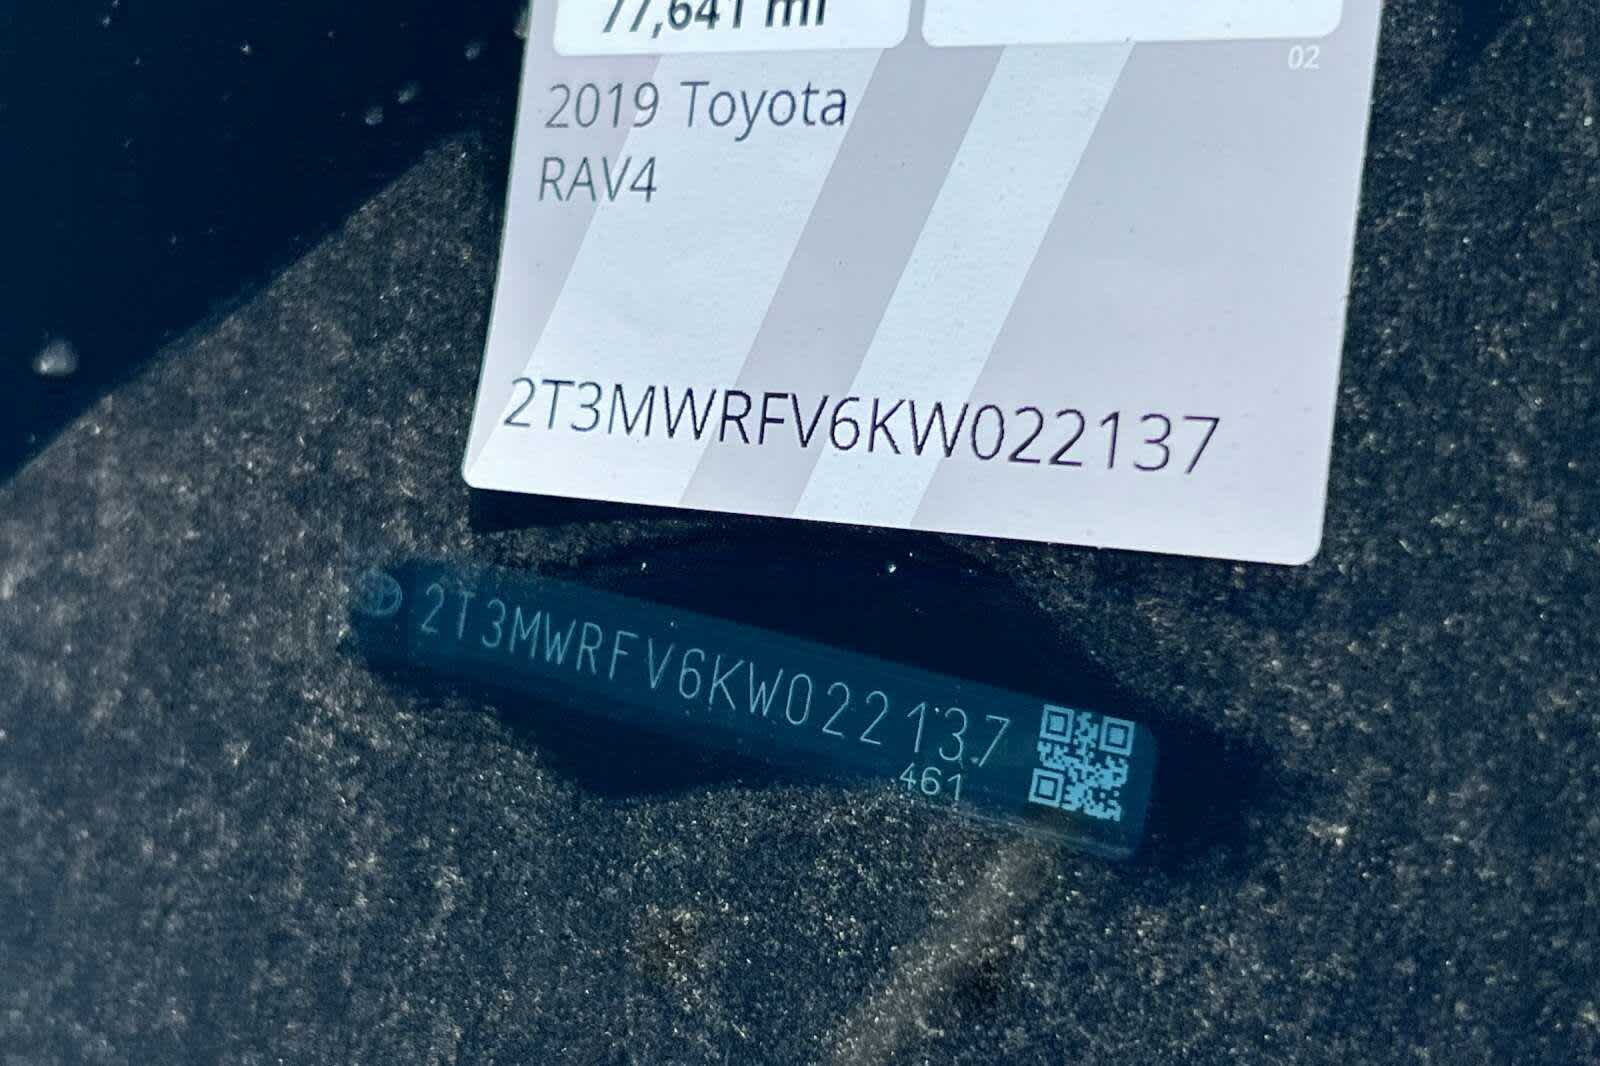 77,641 mi
02
2019 Toyota
RAV4
2T3MWRFV6KW022137
2T3MWRFV6KW022137
461